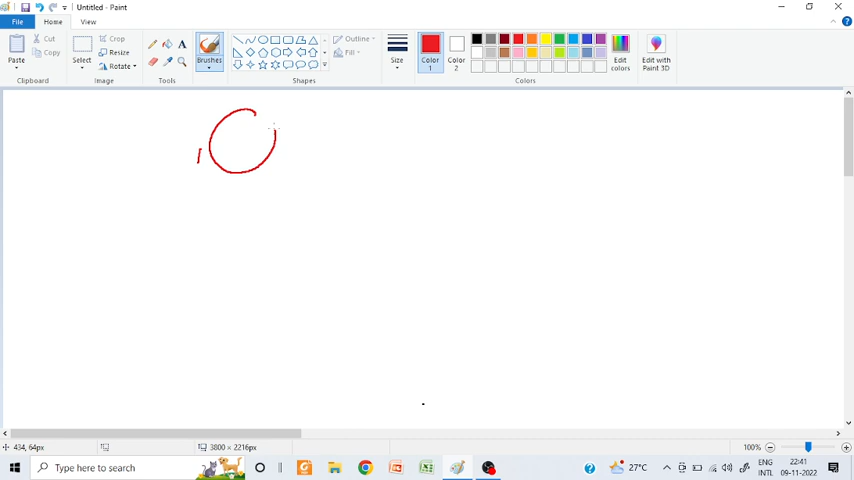 Untitled - Paint
File
Home
View
Paste
Cut
Copy
Clipboard
Select
Crop
Resize
Rotate
Image
Tools
A
Brushes
Shapes
Outline
Fill
Size
Color
1
Color
2
Colors
Edit
colors
Edit with
Paint 3D
434, 64px
3800 × 2216px
100%
Type here to search
27°C
ENG
INTL
22:41
09-11-2022